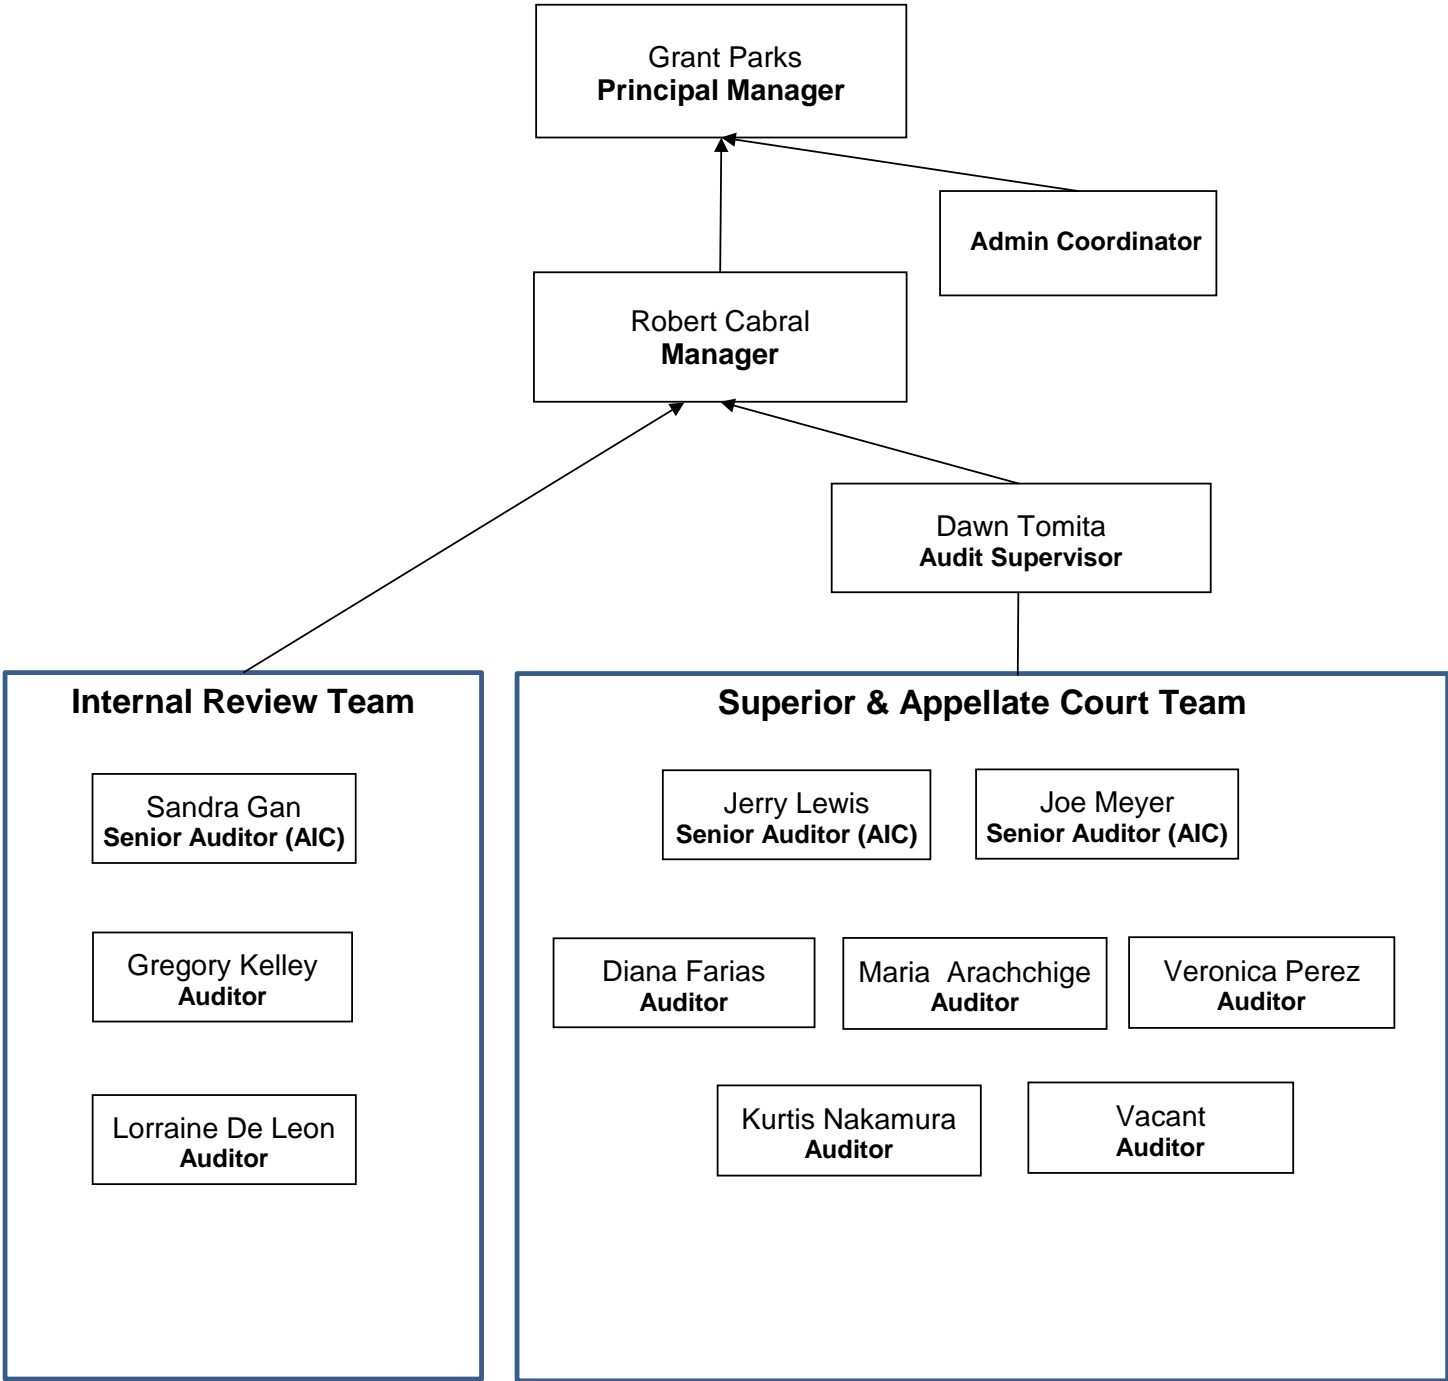 Grant Parks
Principal Manager
Admin Coordinator
Robert Cabral
Manager
Dawn Tomita
Audit Supervisor
Internal Review Team
Sandra Gan
Senior Auditor (AIC)
Gregory Kelley
Auditor
Lorraine De Leon
Auditor
Superior & Appellate Court Team
Jerry Lewis
Senior Auditor (AIC)
Joe Meyer
Senior Auditor (AIC)
Diana Farias
Auditor
Maria  Arachchige
Auditor
Veronica Perez
Auditor
Kurtis Nakamura
Auditor
Vacant
Auditor